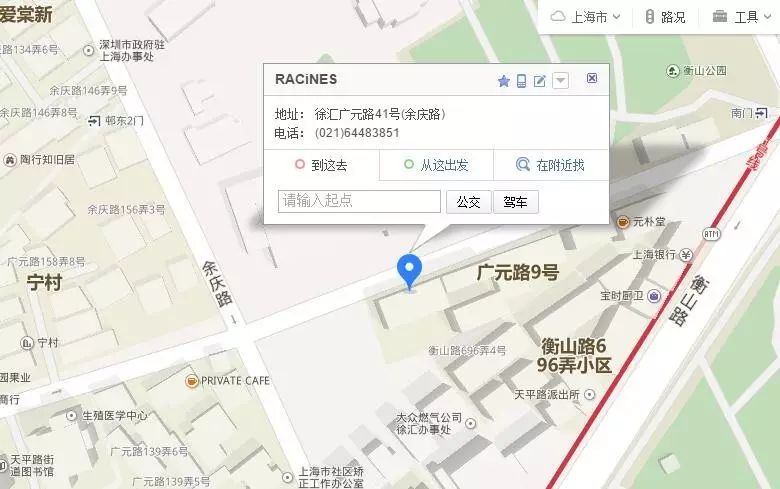 爱棠新
上海市
路况
工具
深圳市政府驻
上海办事处
余庆路134弄6号
余庆路146弄9号
余庆路146弄8号
邨东2门
陶行知旧居
余庆路156弄3号
广元路158弄8号
宁村
宁村
余庆路
衡山公园
南门
RACiNES
地址： 徐汇广元路41号(余庆路)
电话： (021)64483851
到这去
从这出发
在附近找
请输入起点
公交
驾车
元朴堂
ATM
上海银行
广元路9号
宝时厨卫
衡山路
衡山路696弄4号
衡山路6
96弄小区
天平路派出所
园果业
商行
PRIVATE CAFE
生殖医学中心
大众燃气公司
徐汇办事处
广元路139弄6号
天平路街
道图书馆
广元路139弄5号
上海市社区矫
正工作办公室